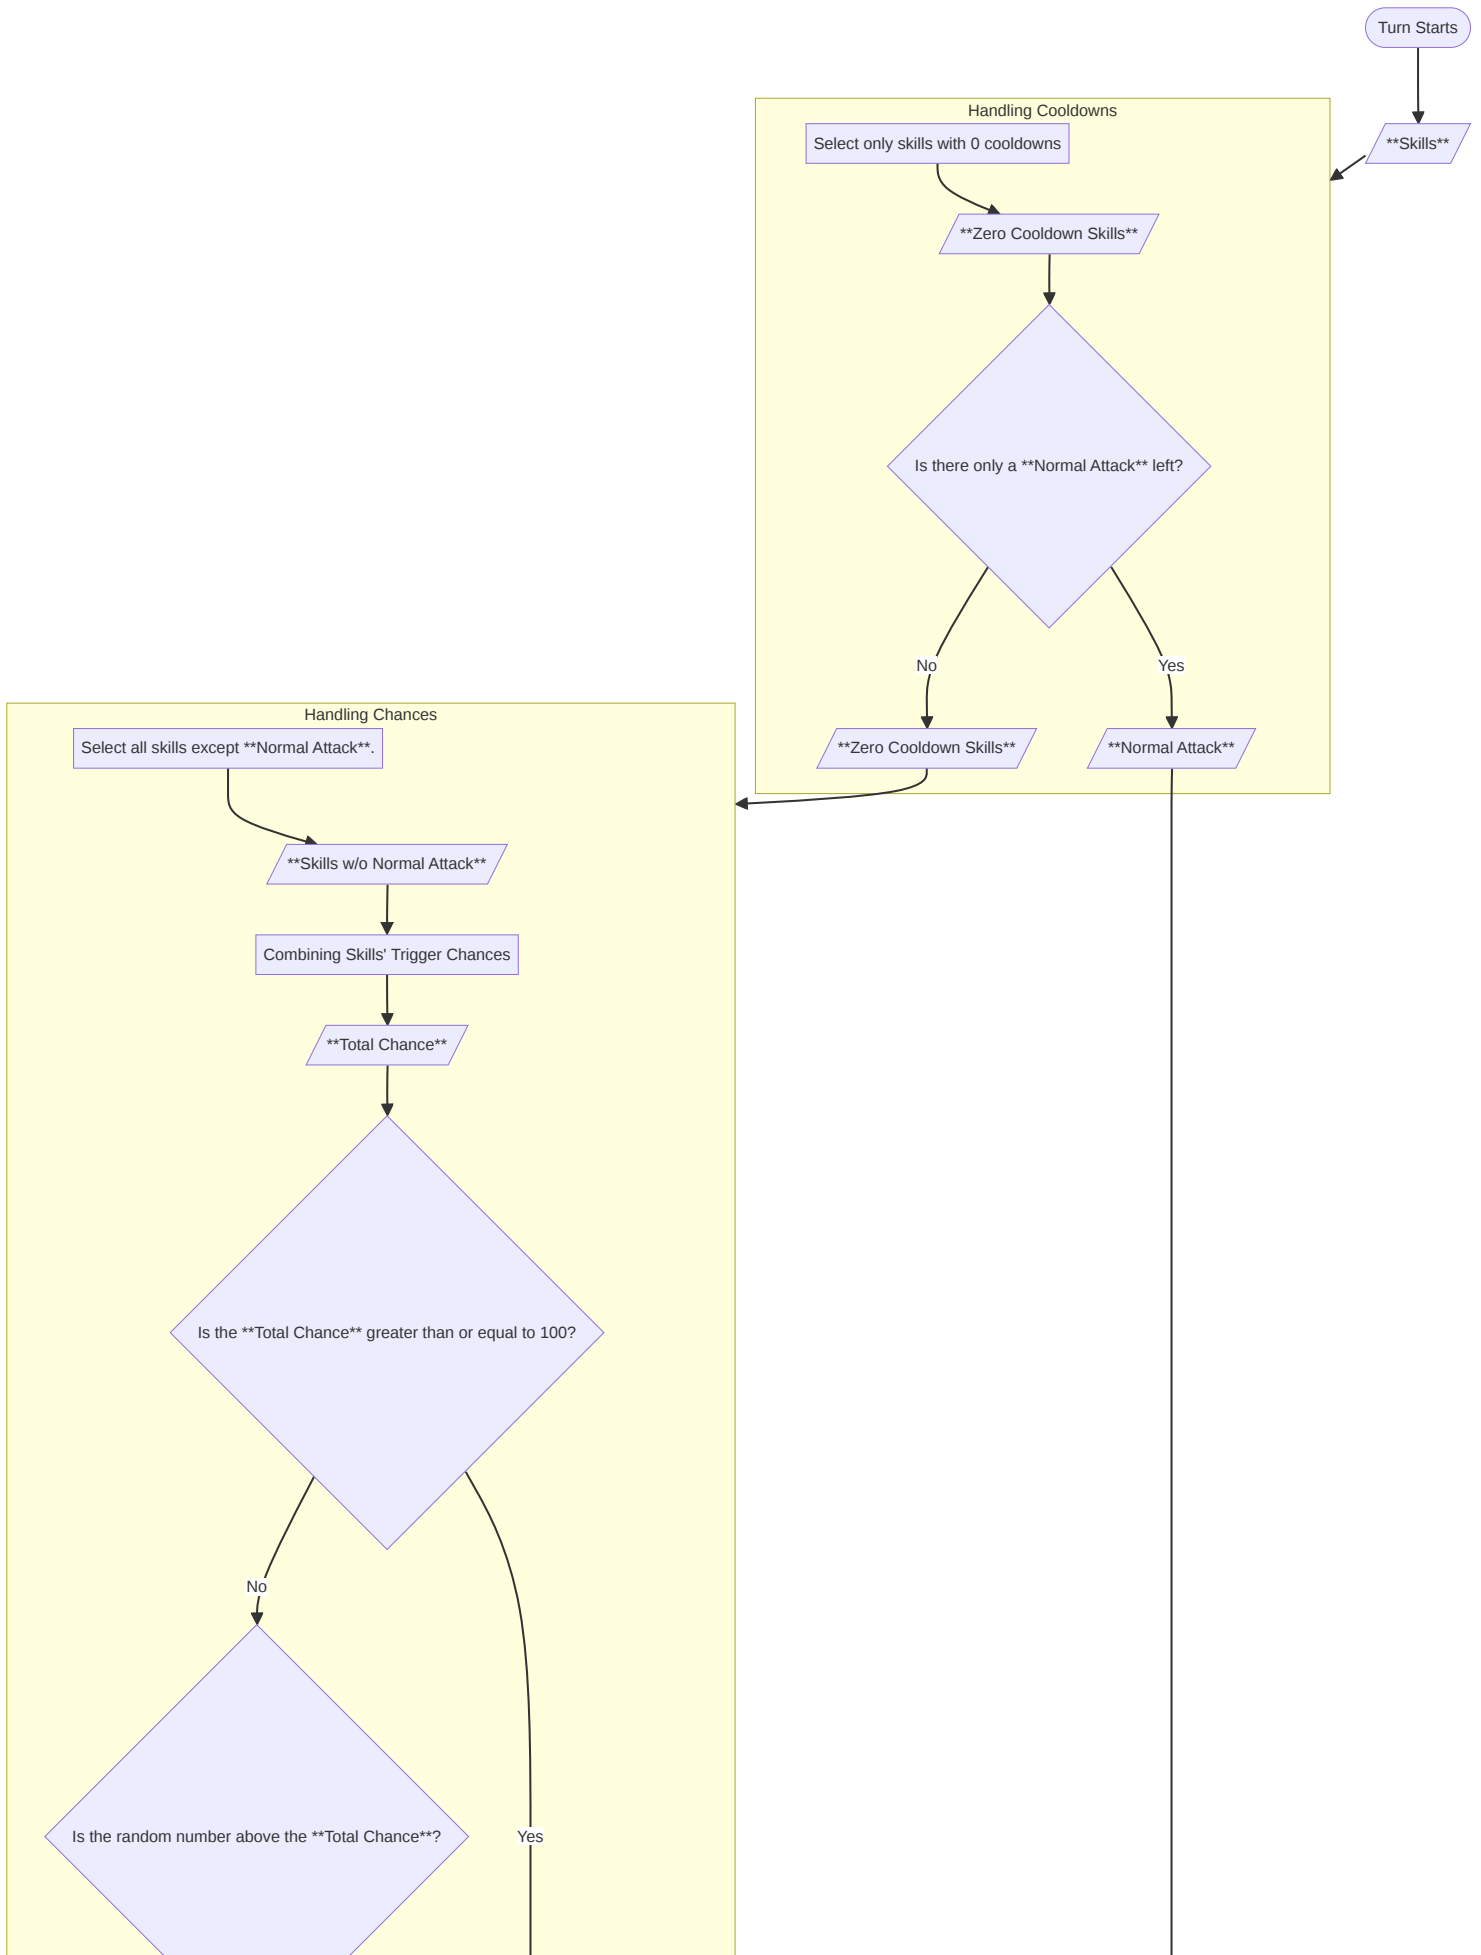 Turn Starts
**Skills**
Handling Cooldowns
Select only skills with 0 cooldowns
**Zero Cooldown Skills**
Is there only a **Normal Attack** left?
No
Yes
**Zero Cooldown Skills**
**Normal Attack**
Handling Chances
Select all skills except **Normal Attack**.
**Skills w/o Normal Attack**
Combining Skills' Trigger Chances
**Total Chance**
Is the **Total Chance** greater than or equal to 100?
No
Is the random number above the **Total Chance**?
Yes